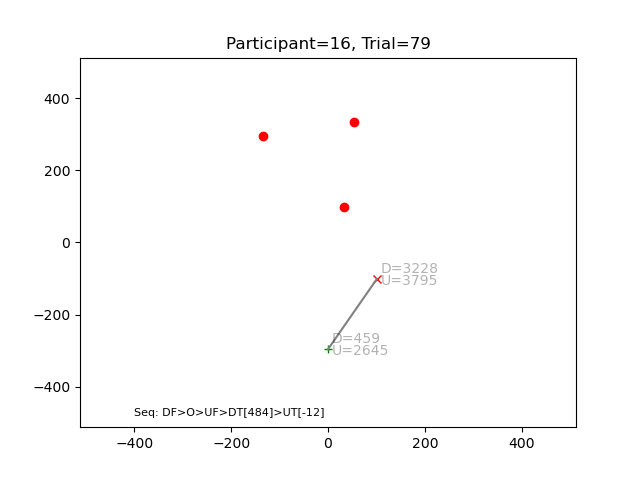 Participant=16, Trial=79
400
200
0
−200
−400
D=3228
U=3795
D=459
U=2645
Seq: DF>O>UF>DT[484]>UT[-12]
−400 −200 0 200 400